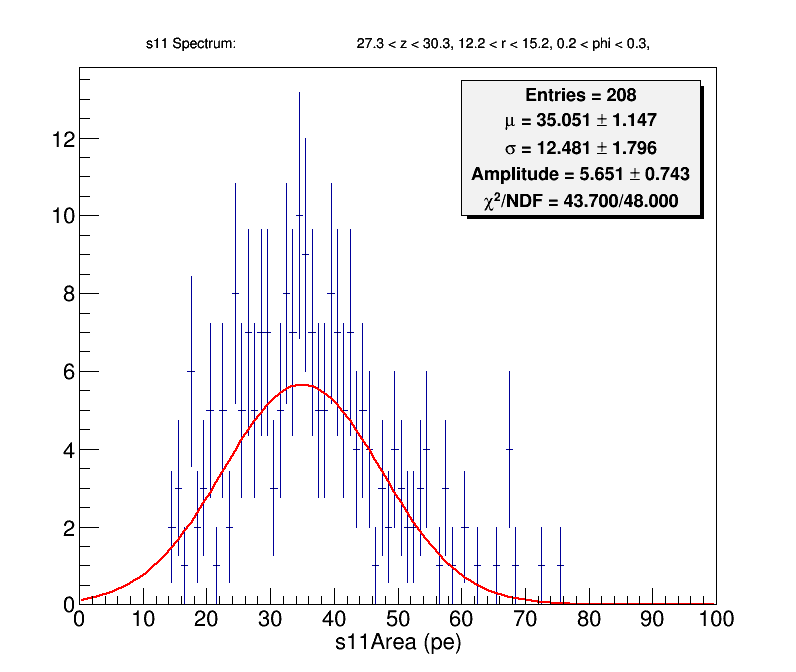 s11 Spectrum: 27.3 < z < 30.3, 12.2 < r < 15.2, 0.2 < phi < 0.3,
Entries = 208
μ = 35.051 ± 1.147
σ = 12.481 ± 1.796
Amplitude = 5.651 ± 0.743
χ²/NDF = 43.700/48.000
12
10
8
6
4
2
0
0 10 20 30 40 50 60 70 80 90 100
s11Area (pe)